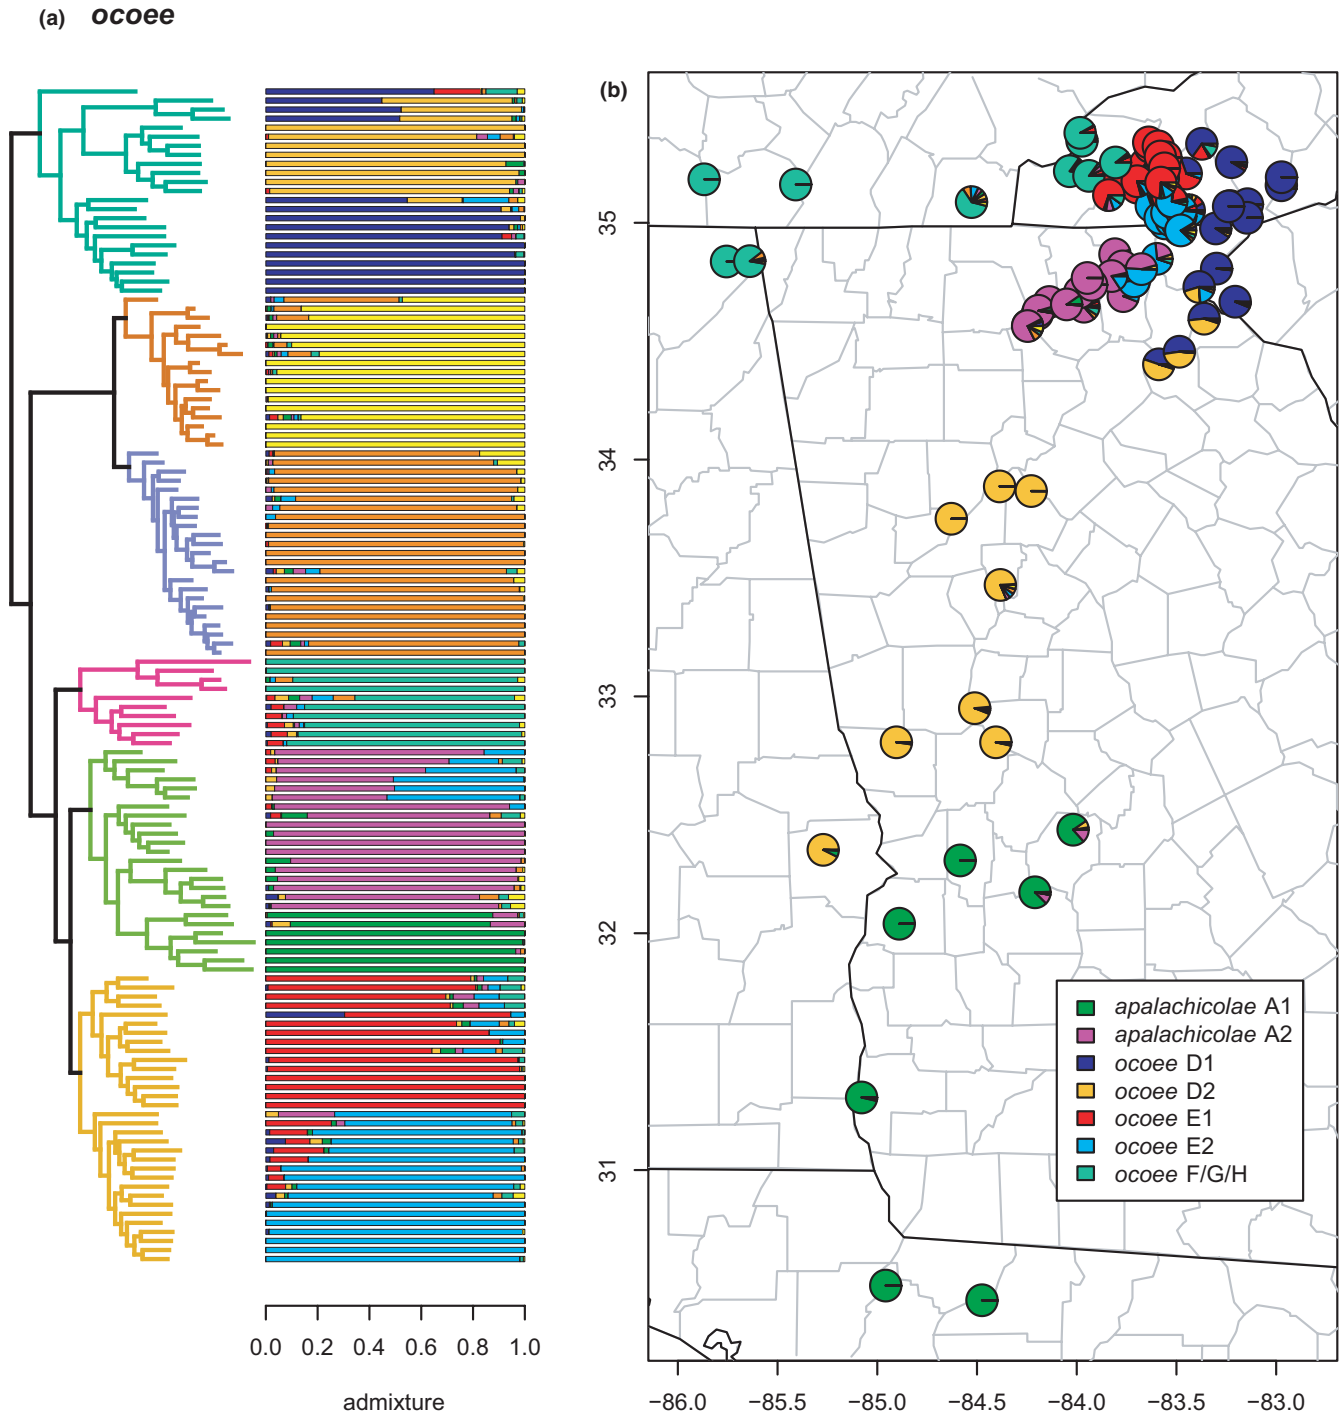 (a) ocoee
(b)
35
34
33
32
31
apalachicolae A1
apalachicolae A2
ocoee D1
ocoee D2
ocoee E1
ocoee E2
ocoee F/G/H
0.0 0.2 0.4 0.6 0.8 1.0
admixture
−86.0 −85.5 −85.0 −84.5 −84.0 −83.5 −83.0